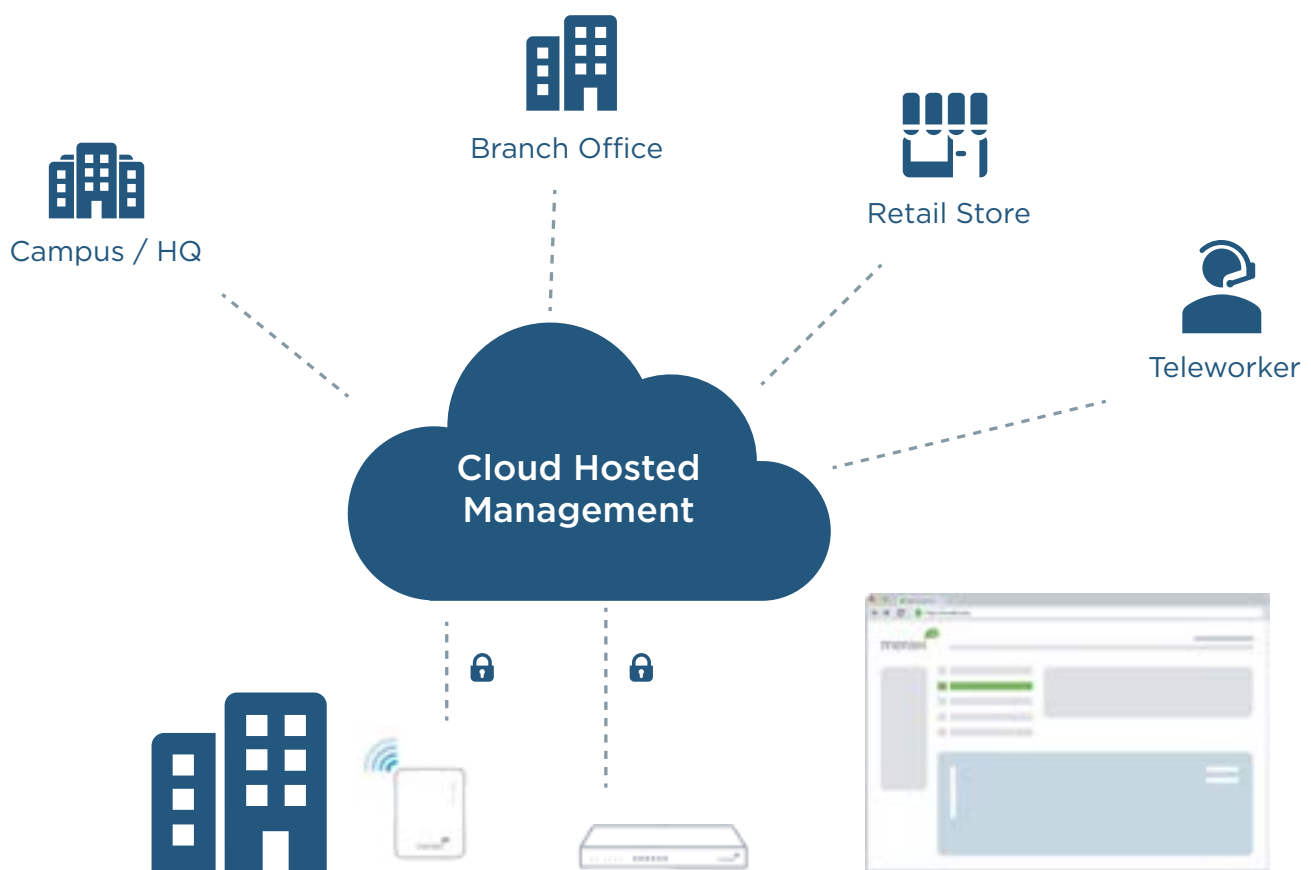 Branch Office
Retail Store
Campus / HQ
Teleworker
Cloud Hosted
Management